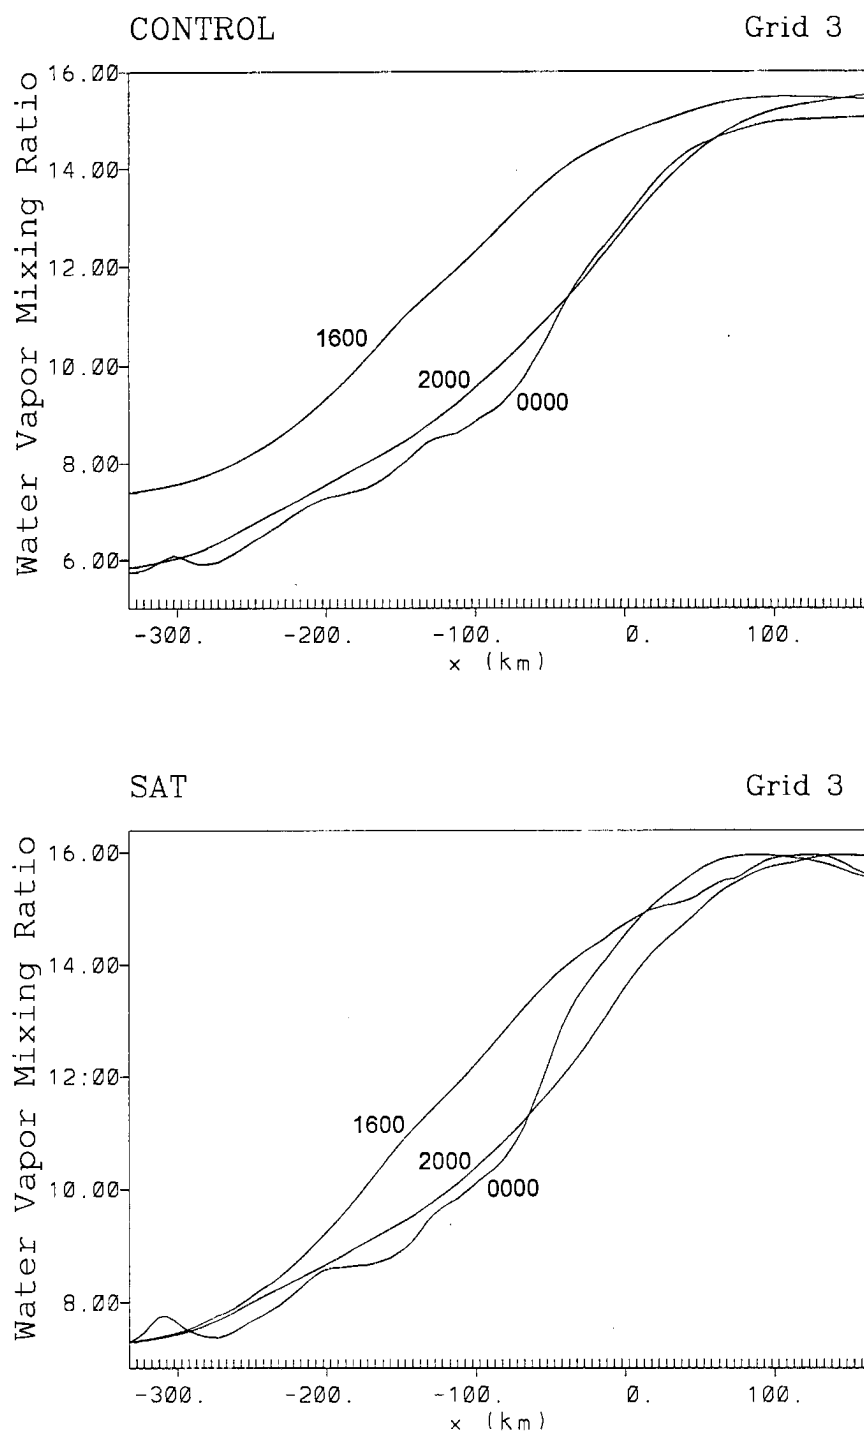 CONTROL Grid 3
Water Vapor Mixing Ratio
16.00
14.00
12.00
10.00
8.00
6.00
1600
2000
0000
-300. -200. -100. 0. 100.
x (km)
SAT Grid 3
Water Vapor Mixing Ratio
16.00
14.00
12:00
10.00
8.00
1600
2000
0000
-300. -200. -100. 0. 100.
x (km)